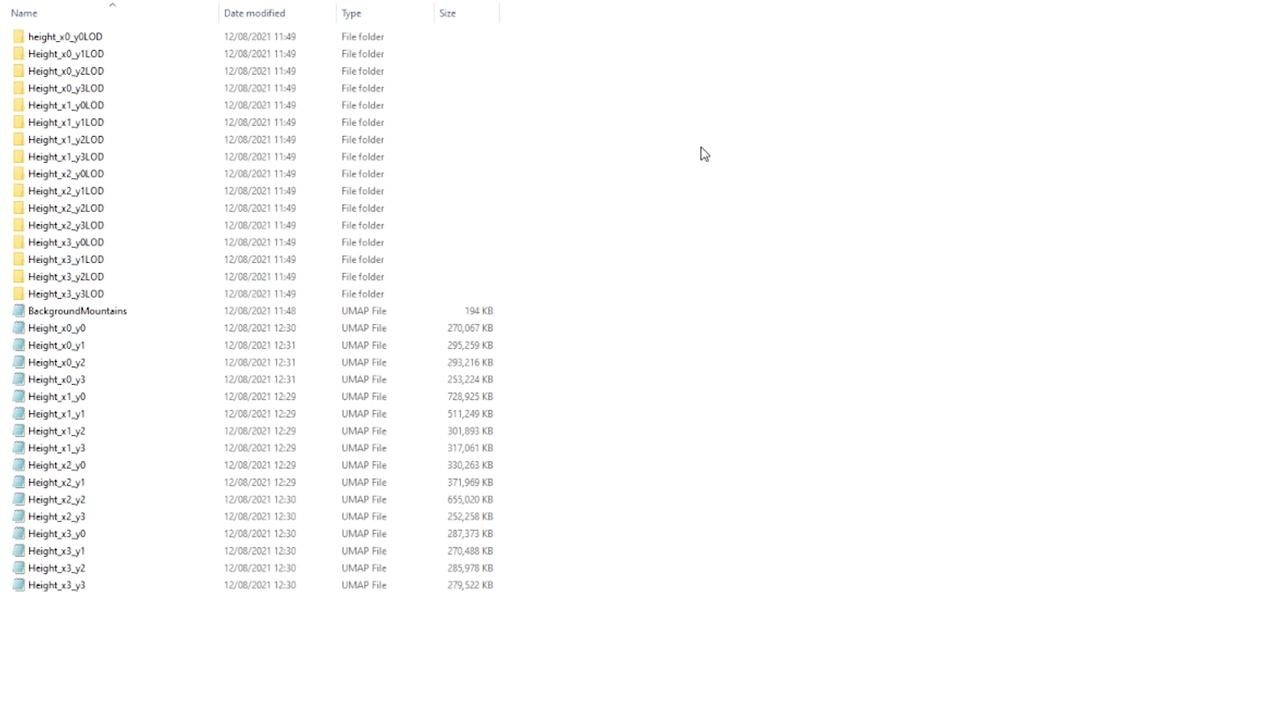 Name Date modified Type Size
height_x0_y0LOD 12/08/2021 11:49 File folder
Height_x0_y1LOD 12/08/2021 11:49 File folder
Height_x0_y2LOD 12/08/2021 11:49 File folder
Height_x0_y3LOD 12/08/2021 11:49 File folder
Height_x1_y0LOD 12/08/2021 11:49 File folder
Height_x1_y1LOD 12/08/2021 11:49 File folder
Height_x1_y2LOD 12/08/2021 11:49 File folder
Height_x1_y3LOD 12/08/2021 11:49 File folder
Height_x2_y0LOD 12/08/2021 11:49 File folder
Height_x2_y1LOD 12/08/2021 11:49 File folder
Height_x2_y2LOD 12/08/2021 11:49 File folder
Height_x2_y3LOD 12/08/2021 11:49 File folder
Height_x3_y0LOD 12/08/2021 11:49 File folder
Height_x3_y1LOD 12/08/2021 11:49 File folder
Height_x3_y2LOD 12/08/2021 11:49 File folder
Height_x3_y3LOD 12/08/2021 11:49 File folder
BackgroundMountains 12/08/2021 11:48 UMAP File 194 KB
Height_x0_y0 12/08/2021 12:30 UMAP File 270,067 KB
Height_x0_y1 12/08/2021 12:31 UMAP File 295,259 KB
Height_x0_y2 12/08/2021 12:31 UMAP File 293,216 KB
Height_x0_y3 12/08/2021 12:31 UMAP File 253,224 KB
Height_x1_y0 12/08/2021 12:29 UMAP File 728,925 KB
Height_x1_y1 12/08/2021 12:29 UMAP File 511,249 KB
Height_x1_y2 12/08/2021 12:29 UMAP File 301,893 KB
Height_x1_y3 12/08/2021 12:29 UMAP File 317,061 KB
Height_x2_y0 12/08/2021 12:29 UMAP File 330,263 KB
Height_x2_y1 12/08/2021 12:29 UMAP File 371,969 KB
Height_x2_y2 12/08/2021 12:30 UMAP File 655,020 KB
Height_x2_y3 12/08/2021 12:30 UMAP File 252,258 KB
Height_x3_y0 12/08/2021 12:30 UMAP File 287,373 KB
Height_x3_y1 12/08/2021 12:30 UMAP File 270,488 KB
Height_x3_y2 12/08/2021 12:30 UMAP File 285,978 KB
Height_x3_y3 12/08/2021 12:30 UMAP File 279,522 KB